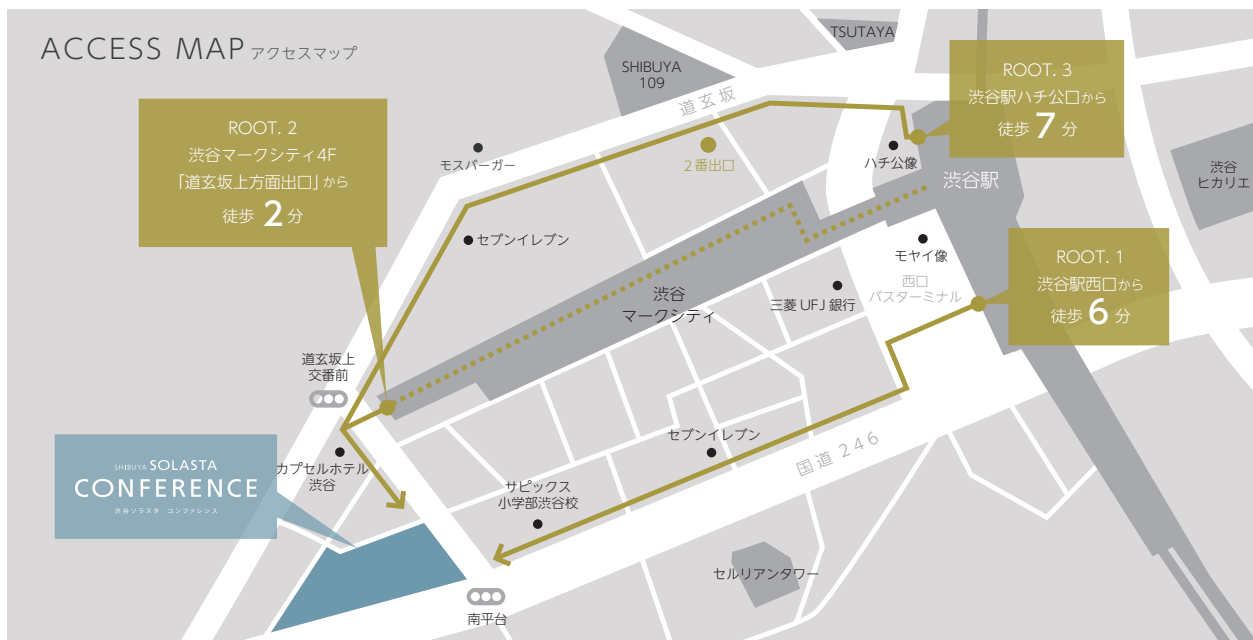 ACCESS MAP アクセスマップ
TSUTAYA
SHIBUYA
109
道玄坂
ROOT. 3
渋谷駅ハチ公口から
徒歩 7 分
ROOT. 2
渋谷マークシティ4F
「道玄坂上方面出口」から
徒歩 2 分
モスバーガー
2番出口
ハチ公像
渋谷駅
渋谷
ヒカリエ
セブンイレブン
モヤイ像
西口
バスターミナル
ROOT. 1
渋谷駅西口から
徒歩 6 分
渋谷
マークシティ
三菱 UFJ 銀行
道玄坂上
交番前
セブンイレブン
国道 246
SHIBUYA SOLASTA
CONFERENCE
渋谷ソラスタ コンファレンス
カプセルホテル
渋谷
サピックス
小学部渋谷校
セルリアンタワー
南平台